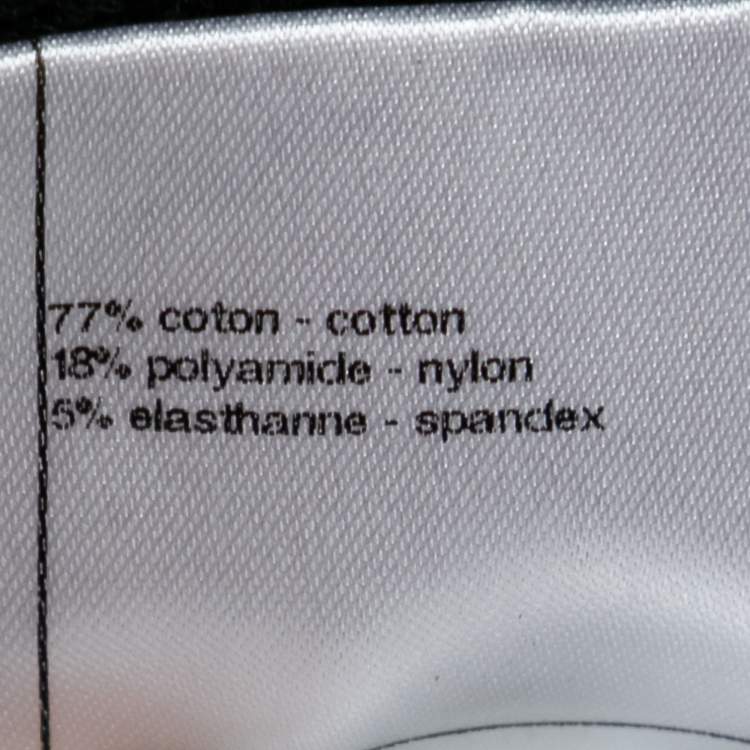 77% coton - cotton
18% polyamide - nylon
5% elasthanne - spandex